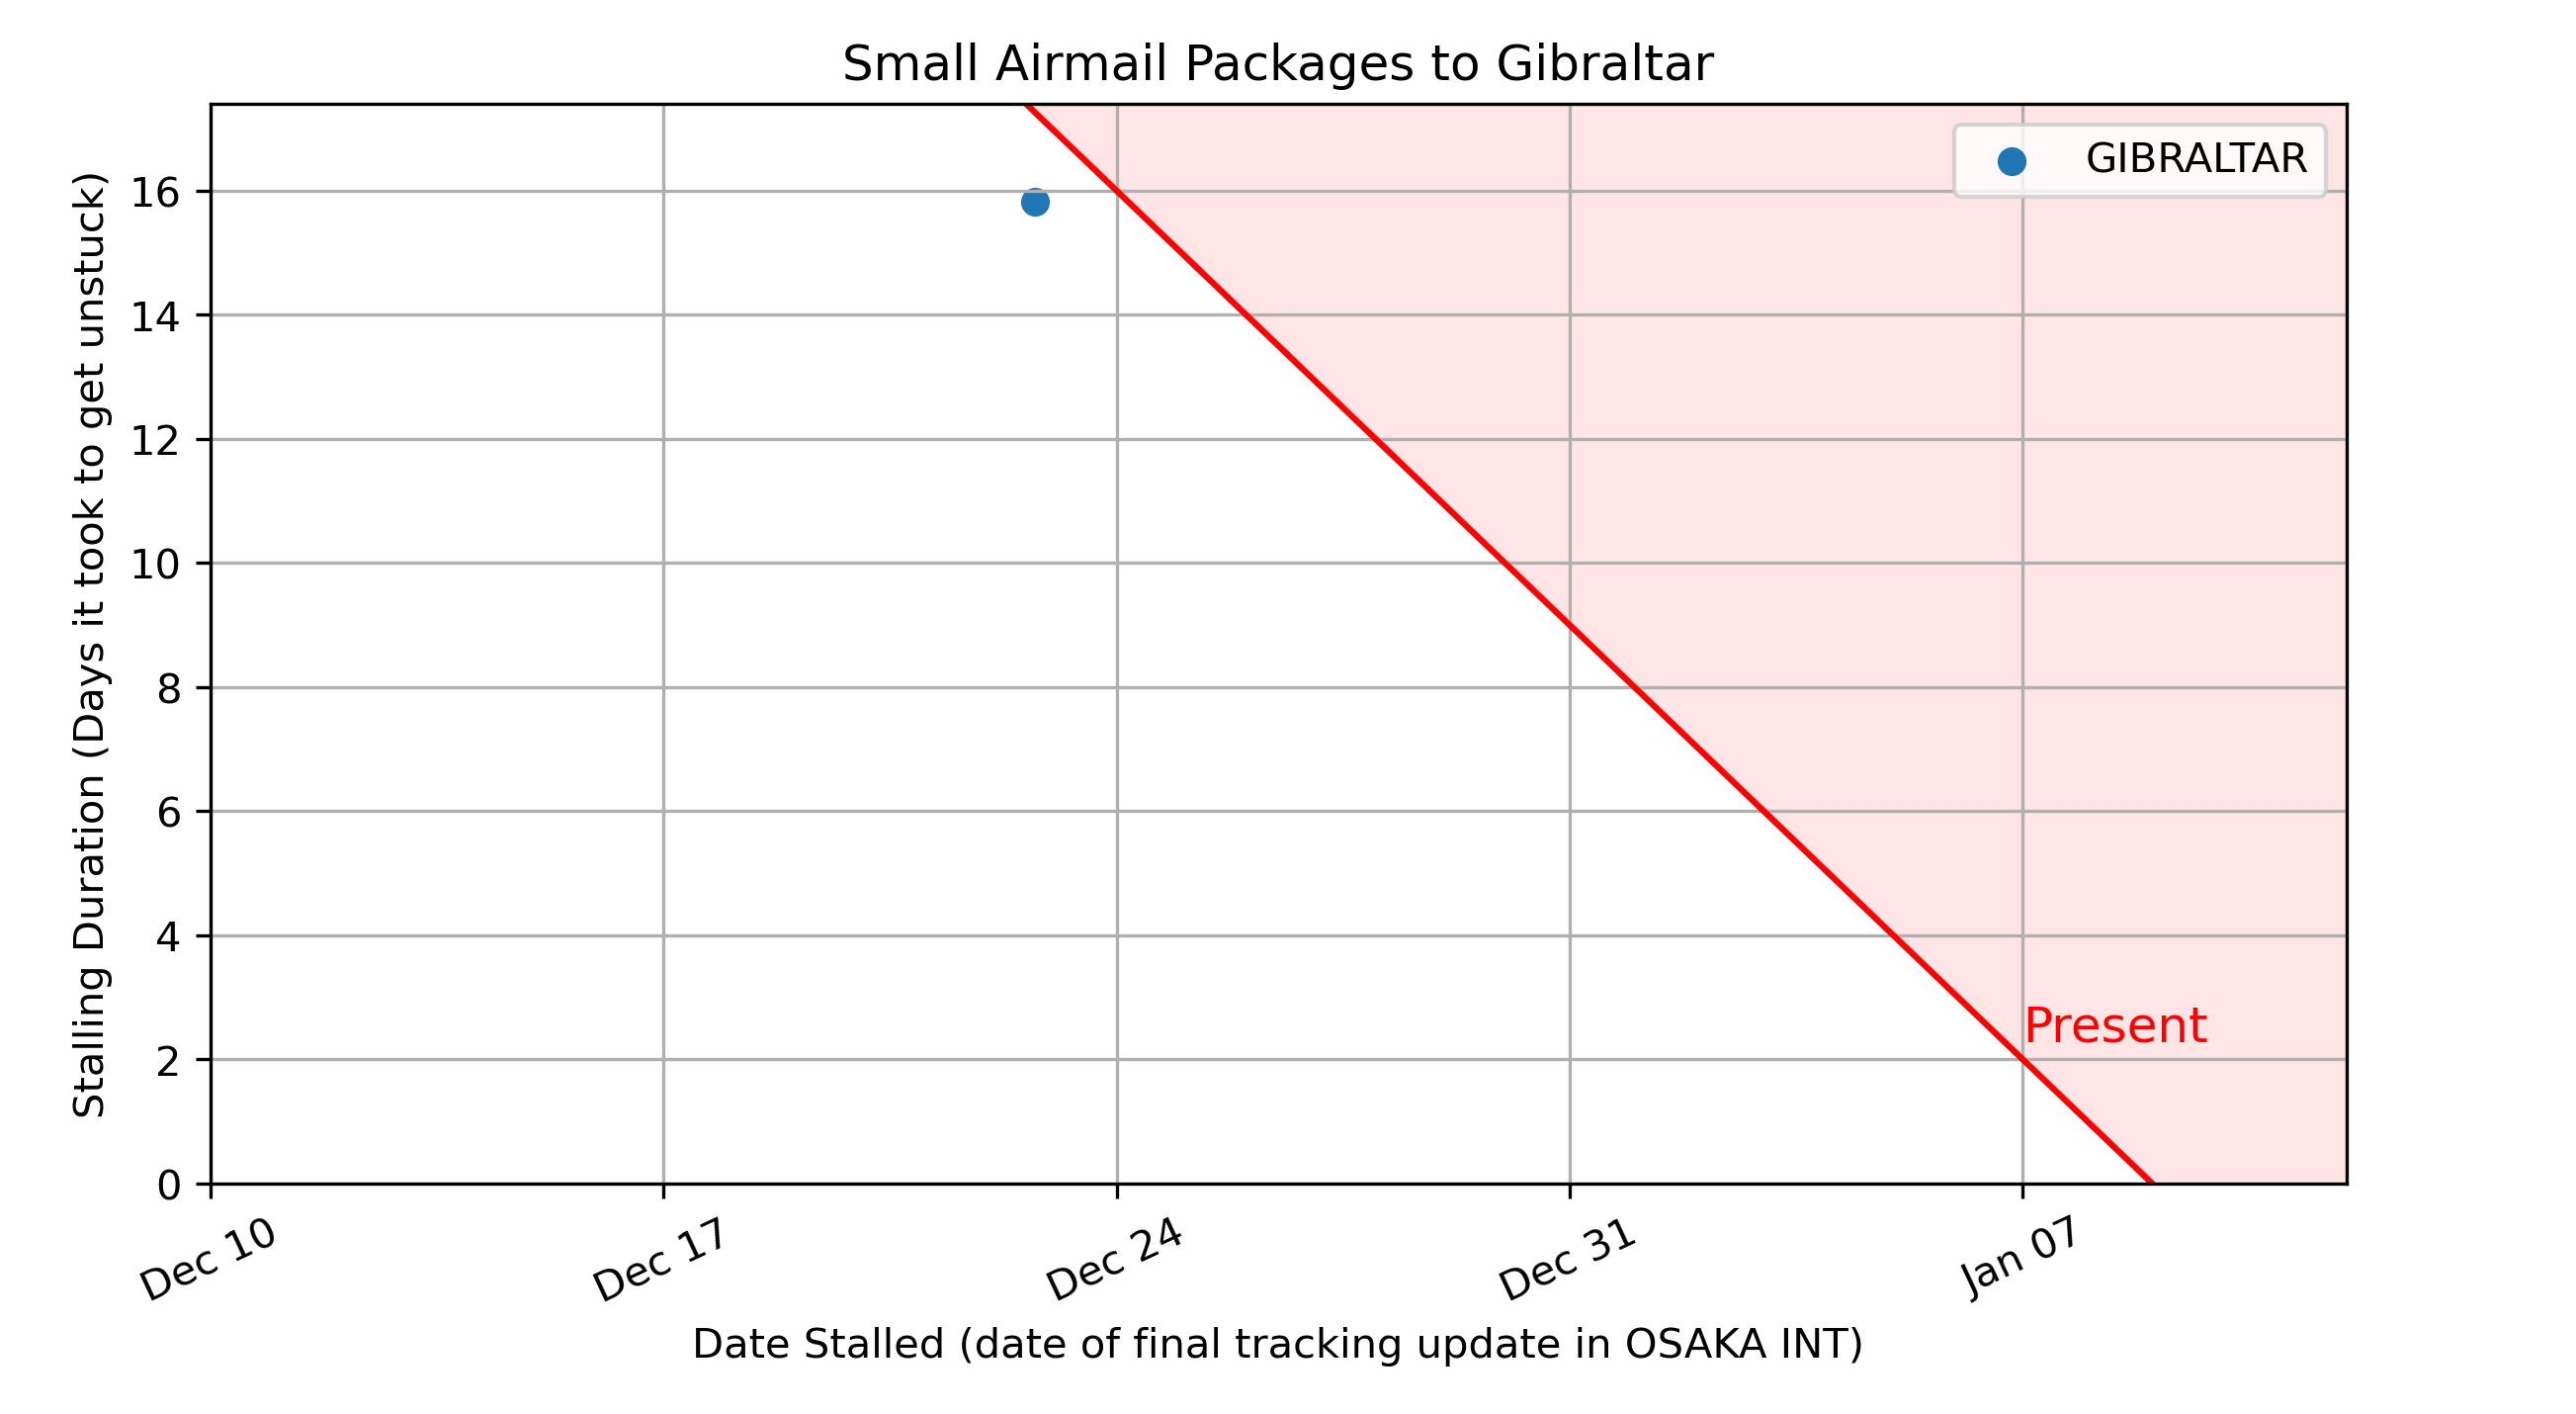 Small Airmail Packages to Gibraltar
GIBRALTAR
Stalling Duration (Days it took to get unstuck)
16
14
12
10
8
6
4
2
0
Present
Dec 10
Dec 17
Dec 24
Dec 31
Jan 07
Date Stalled (date of final tracking update in OSAKA INT)